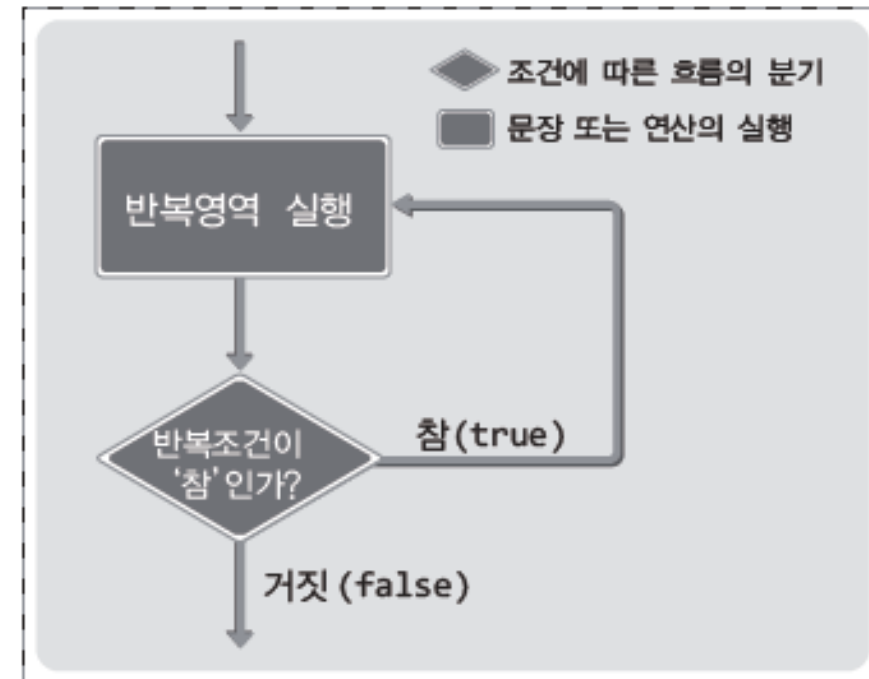 조건에 따른 흐름의 분기
문장 또는 연산의 실행
반복영역 실행
반복조건이
'참'인가?
참(true)
거짓(false)